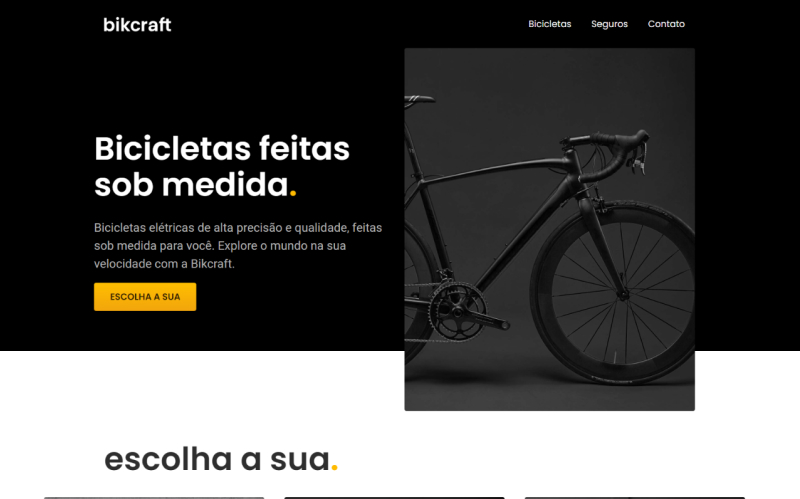 bikcraft
Bicicletas Seguros Contato
Bicicletas feitas
sob medida.
Bicicletas elétricas de alta precisão e qualidade, feitas
sob medida para você. Explore o mundo na sua
velocidade com a Bikcraft.
ESCOLHA A SUA
escolha a sua.